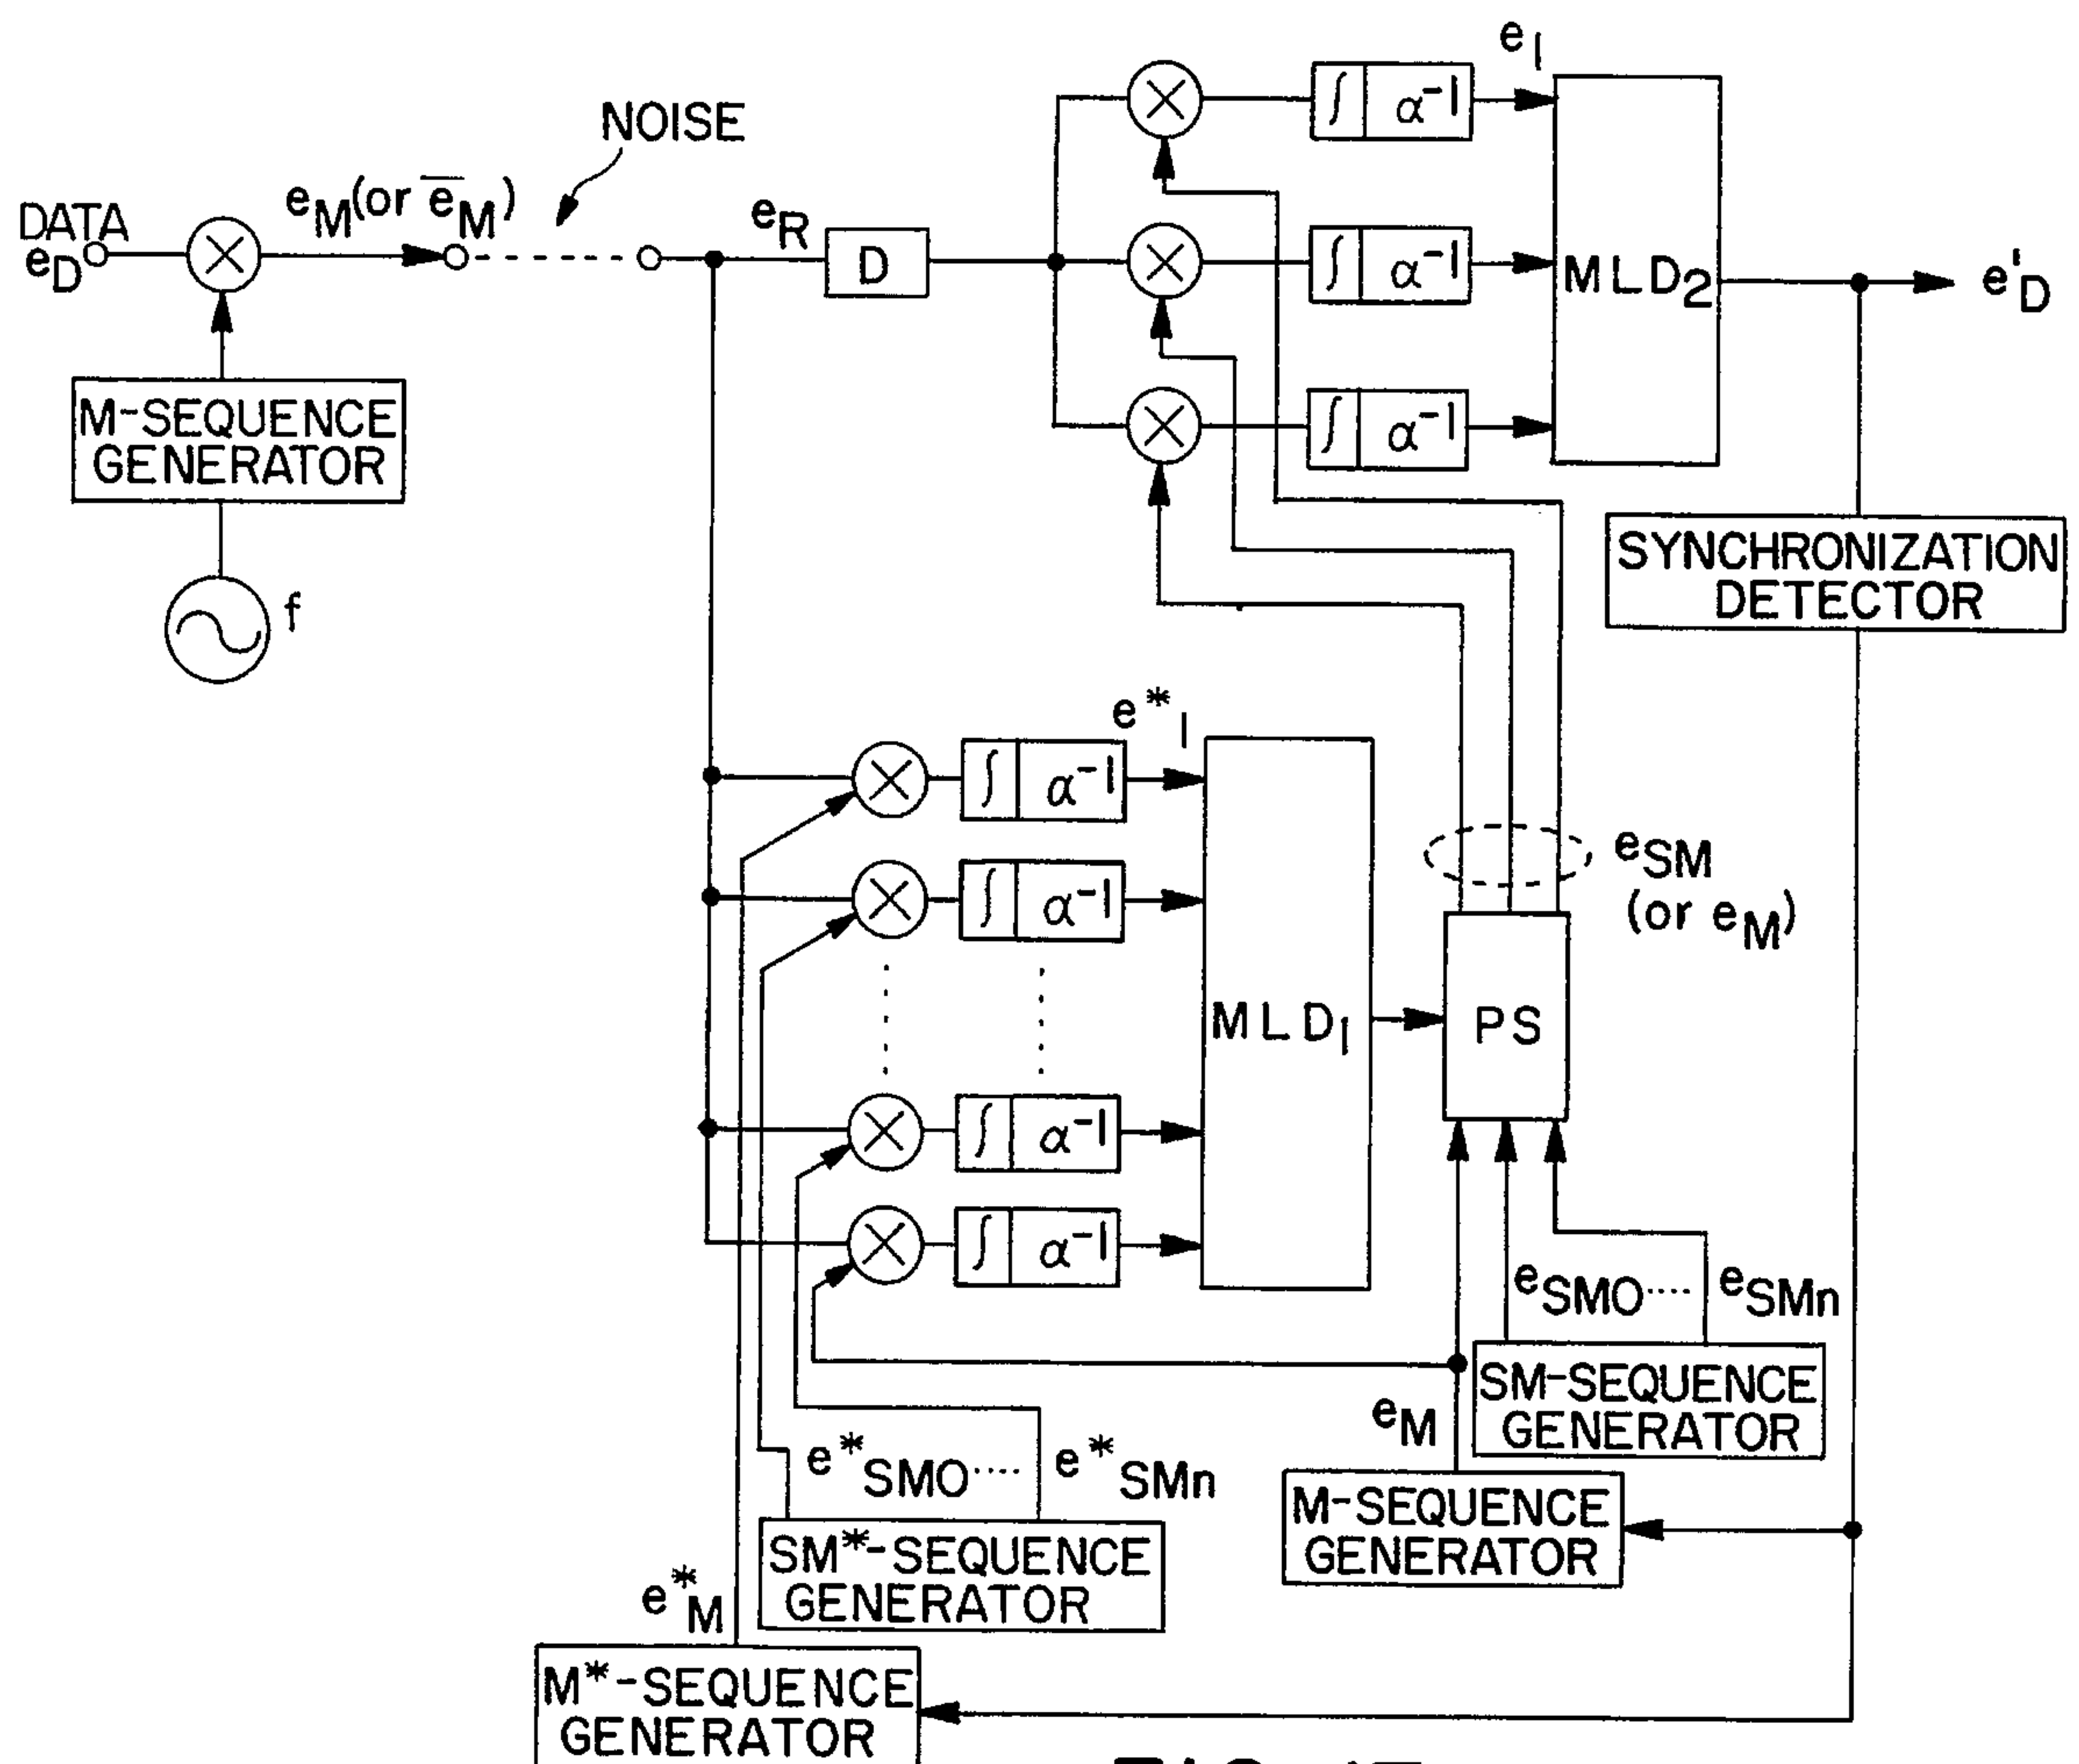 NOISE
DATA
eD
eM(or ēM)
eR
D
M-SEQUENCE
GENERATOR
f
∫ α⁻¹
e1
∫ α⁻¹
∫ α⁻¹
MLD2
e'D
SYNCHRONIZATION
DETECTOR
e*1
∫ α⁻¹
∫ α⁻¹
∫ α⁻¹
∫ α⁻¹
MLD1
PS
eSM
(or eM)
eSMO···· eSMn
SM-SEQUENCE
GENERATOR
eM
M-SEQUENCE
GENERATOR
e*SMO···· e*SMn
SM*-SEQUENCE
GENERATOR
e*M
M*-SEQUENCE
GENERATOR